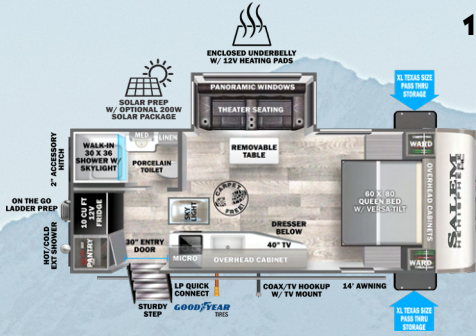 1
ENCLOSED UNDERBELLY
W/ 12V HEATING PADS
SOLAR PREP
W/ OPTIONAL 200W
SOLAR PACKAGE
PANORAMIC WINDOWS
THEATER SEATING
XL TEXAS SIZE
PASS THRU
STORAGE
2" ACCESSORY
HITCH
WALK-IN
30 X 36
SHOWER W/
SKYLIGHT
MED
LINEN
PORCELAIN
TOILET
REMOVABLE
TABLE
WARD
OVERHEAD CABINETS
SALEM
ON THE GO
LADDER PREP
10 CU FT
12V
FRIDGE
CARPET
FREE
SKY
LIGHT
60 X 80
QUEEN BED
W/ VERSA TILT
HOT/COLD
EXT SHOWER
PANTRY
30" ENTRY
DOOR
DRESSER
BELOW
40" TV
MICRO
OVERHEAD CABINET
WARD
STURDY
STEP
LP QUICK
CONNECT
GOODYEAR
TIRES
COAX/TV HOOKUP
W/ TV MOUNT
14' AWNING
XL TEXAS SIZE
PASS THRU
STORAGE